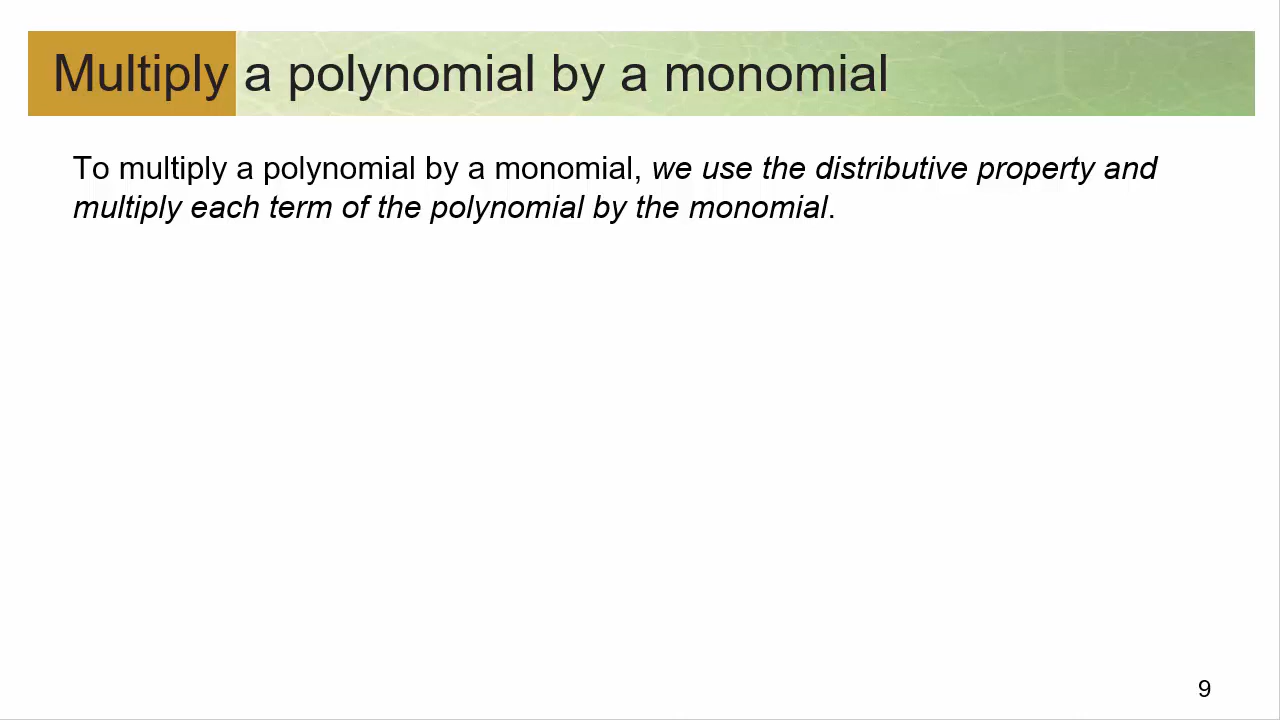 Multiply a polynomial by a monomial
To multiply a polynomial by a monomial, we use the distributive property and
multiply each term of the polynomial by the monomial.
9